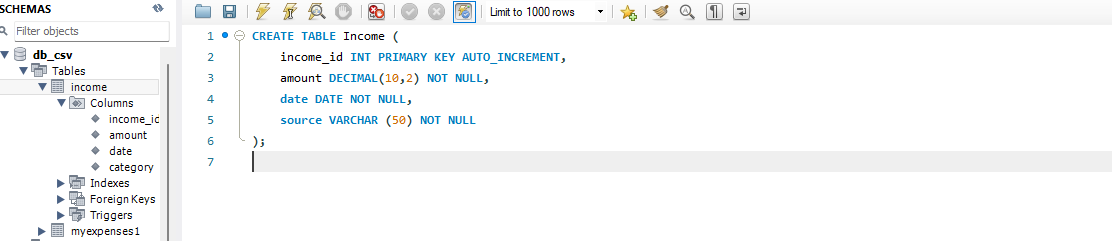 SCHEMAS
Filter objects
db_csv
Tables
income
Columns
income_id
amount
date
category
Indexes
Foreign Keys
Triggers
myexpenses1
Limit to 1000 rows
1 CREATE TABLE Income (
2 income_id INT PRIMARY KEY AUTO_INCREMENT,
3 amount DECIMAL(10,2) NOT NULL,
4 date DATE NOT NULL,
5 source VARCHAR (50) NOT NULL
6 );
7